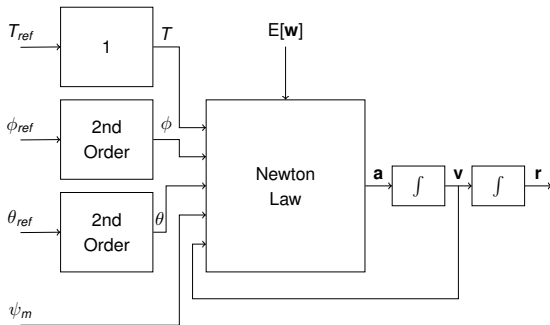 T_ref
1
T
E[w]
ϕ_ref
2nd
Order
ϕ
Newton
Law
a
∫
v
∫
r
θ_ref
2nd
Order
θ
ψ_m